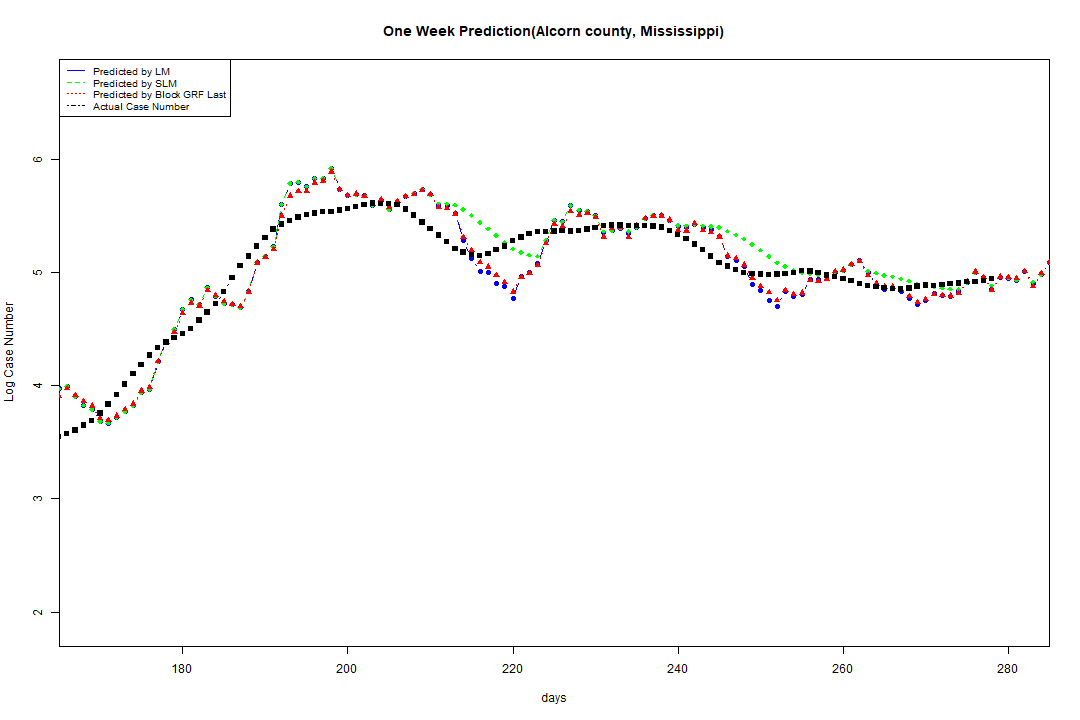 One Week Prediction(Alcorn county, Mississippi)
Predicted by LM
Predicted by SLM
Predicted by Block GRF Last
Actual Case Number
6
5
4
3
2
Log Case Number
180 200 220 240 260 280
days